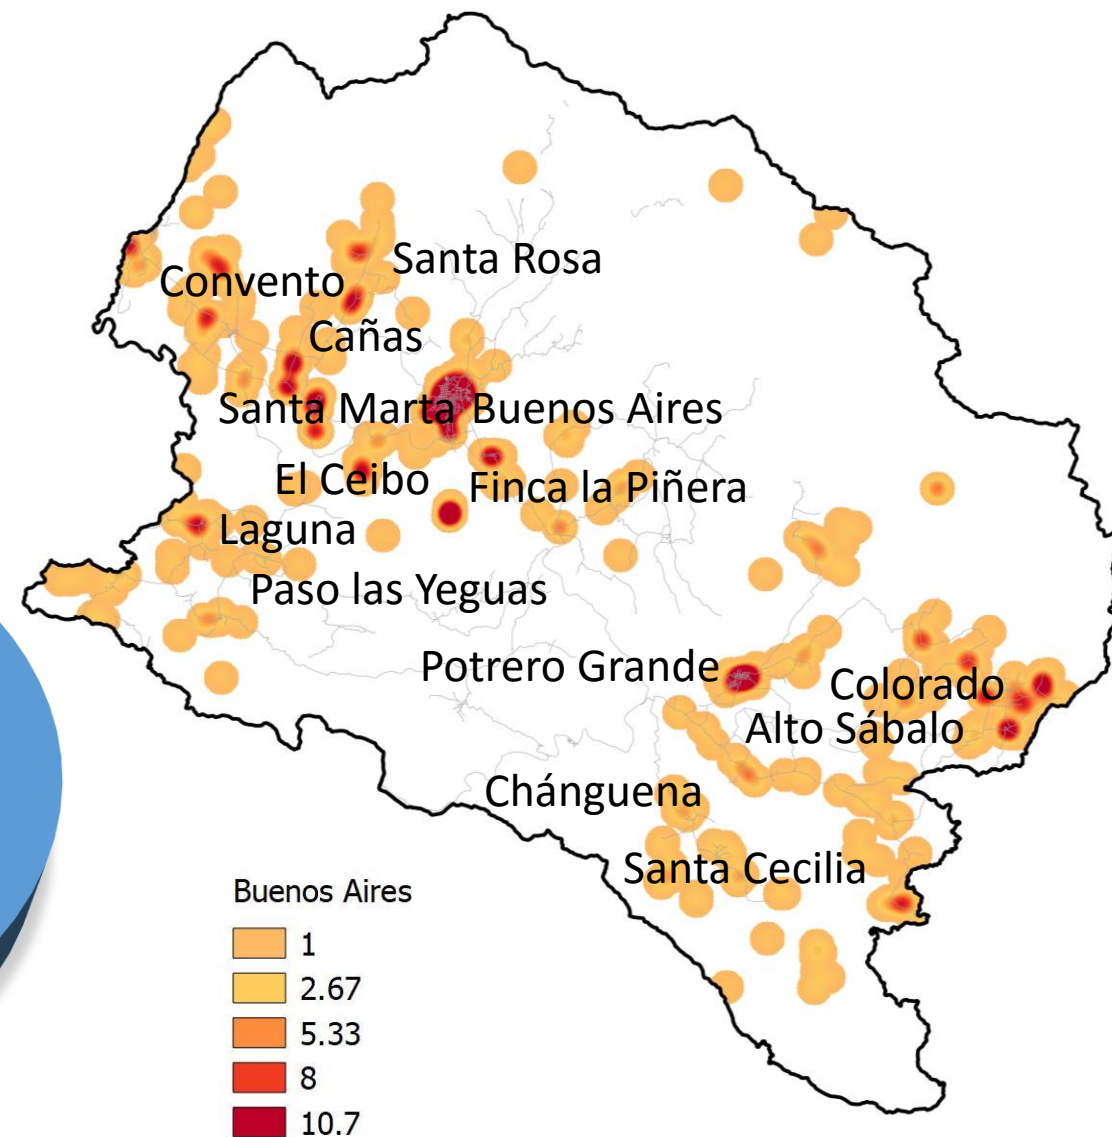 Santa Rosa
Convento
Cañas
Santa Marta
Buenos Aires
El Ceibo
Finca la Piñera
Laguna
Paso las Yeguas
Potrero Grande
Colorado
Alto Sábalo
Chánguena
Santa Cecilia
Buenos Aires
1
2.67
5.33
8
10.7